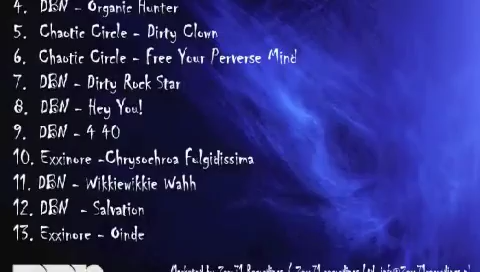 4. DBN - Organic Hunter
5. Chaotic Circle - Dirty Clown
6. Chaotic Circle - Free Your Perverse Mind
7. DBN - Dirty Rock Star
8. DBN - Hey You!
9. DBN - 4 40
10. Exxinore -Chrysochroa Fulgidissima
11. DBN - Wikkiewikkie Wahh
12. DBN - Salvation
13. Exxinore - Oinde
Marketed by